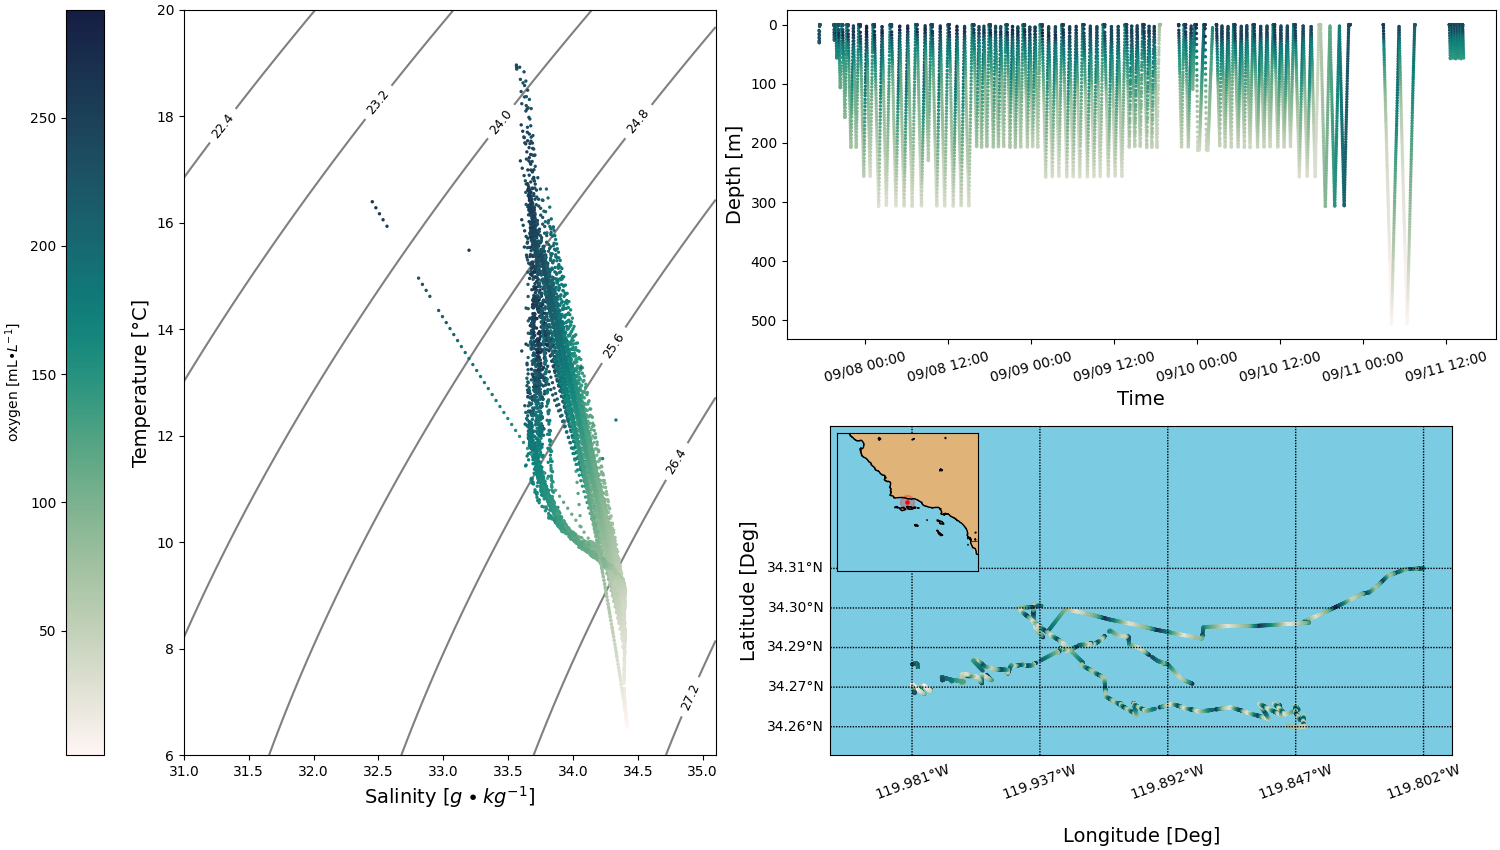 250
200
150
100
50
oxygen [mL•L⁻¹]
20
18
16
14
12
10
8
6
Temperature [°C]
31.0 31.5 32.0 32.5 33.0 33.5 34.0 34.5 35.0
Salinity [g • kg⁻¹]
22.4
23.2
24.0
24.8
25.6
26.4
27.2
0
100
200
300
400
500
Depth [m]
09/08 00:00 09/08 12:00 09/09 00:00 09/09 12:00 09/10 00:00 09/10 12:00 09/11 00:00 09/11 12:00
Time
34.31°N
34.30°N
34.29°N
34.27°N
34.26°N
Latitude [Deg]
119.981°W 119.937°W 119.892°W 119.847°W 119.802°W
Longitude [Deg]